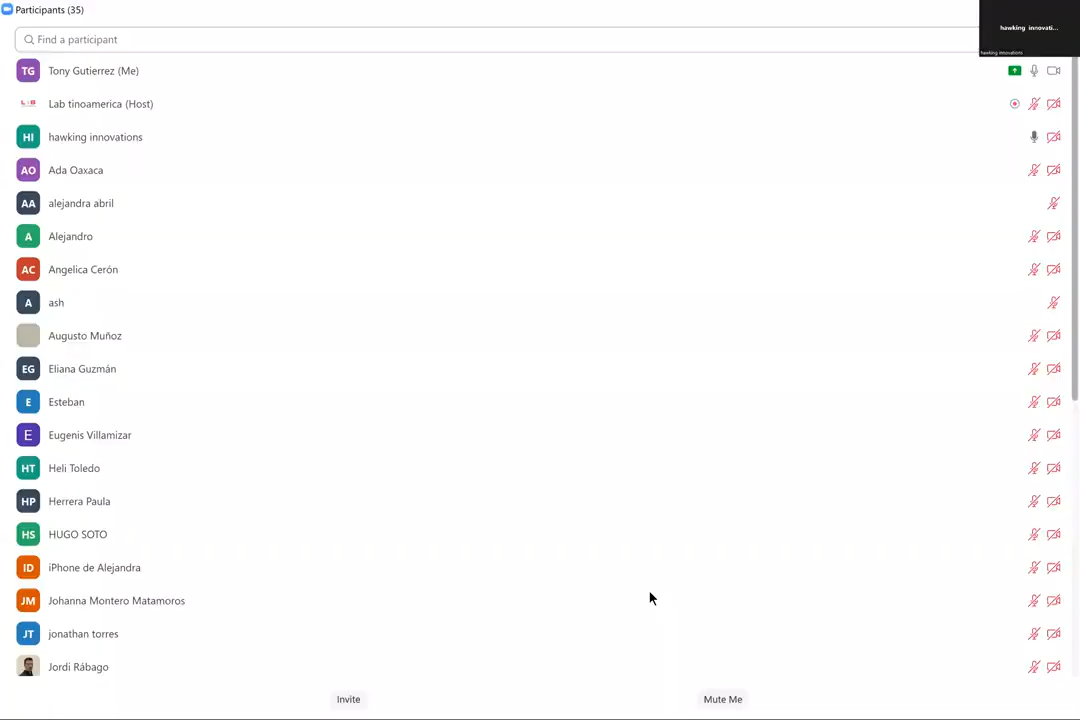 Participants (35)
hawking innovati...
hawking innovations
Find a participant
TG Tony Gutierrez (Me)
Lab tinoamerica (Host)
HI hawking innovations
AO Ada Oaxaca
AA alejandra abril
A Alejandro
AC Angelica Cerón
A ash
Augusto Muñoz
EG Eliana Guzmán
E Esteban
E Eugenis Villamizar
HT Heli Toledo
HP Herrera Paula
HS HUGO SOTO
ID iPhone de Alejandra
JM Johanna Montero Matamoros
JT jonathan torres
Jordi Rábago
Invite
Mute Me